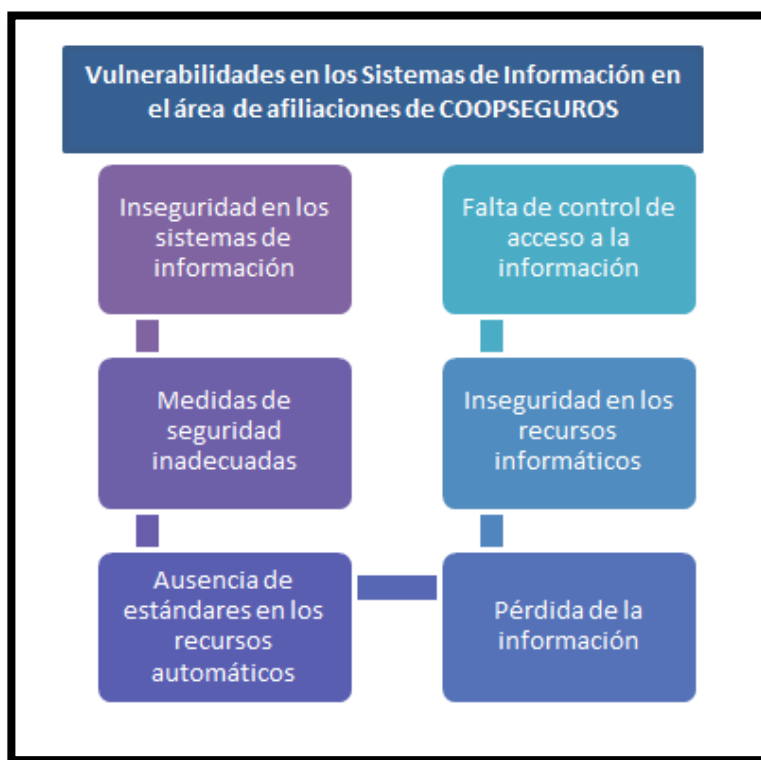 Vulnerabilidades en los Sistemas de Información en
el área de afiliaciones de COOPSEGUROS
Inseguridad en los
sistemas de
información
Medidas de
seguridad
inadecuadas
Ausencia de
estándares en los
recursos
automáticos
Pérdida de la
información
Inseguridad en los
recursos
informáticos
Falta de control de
acceso a la
información